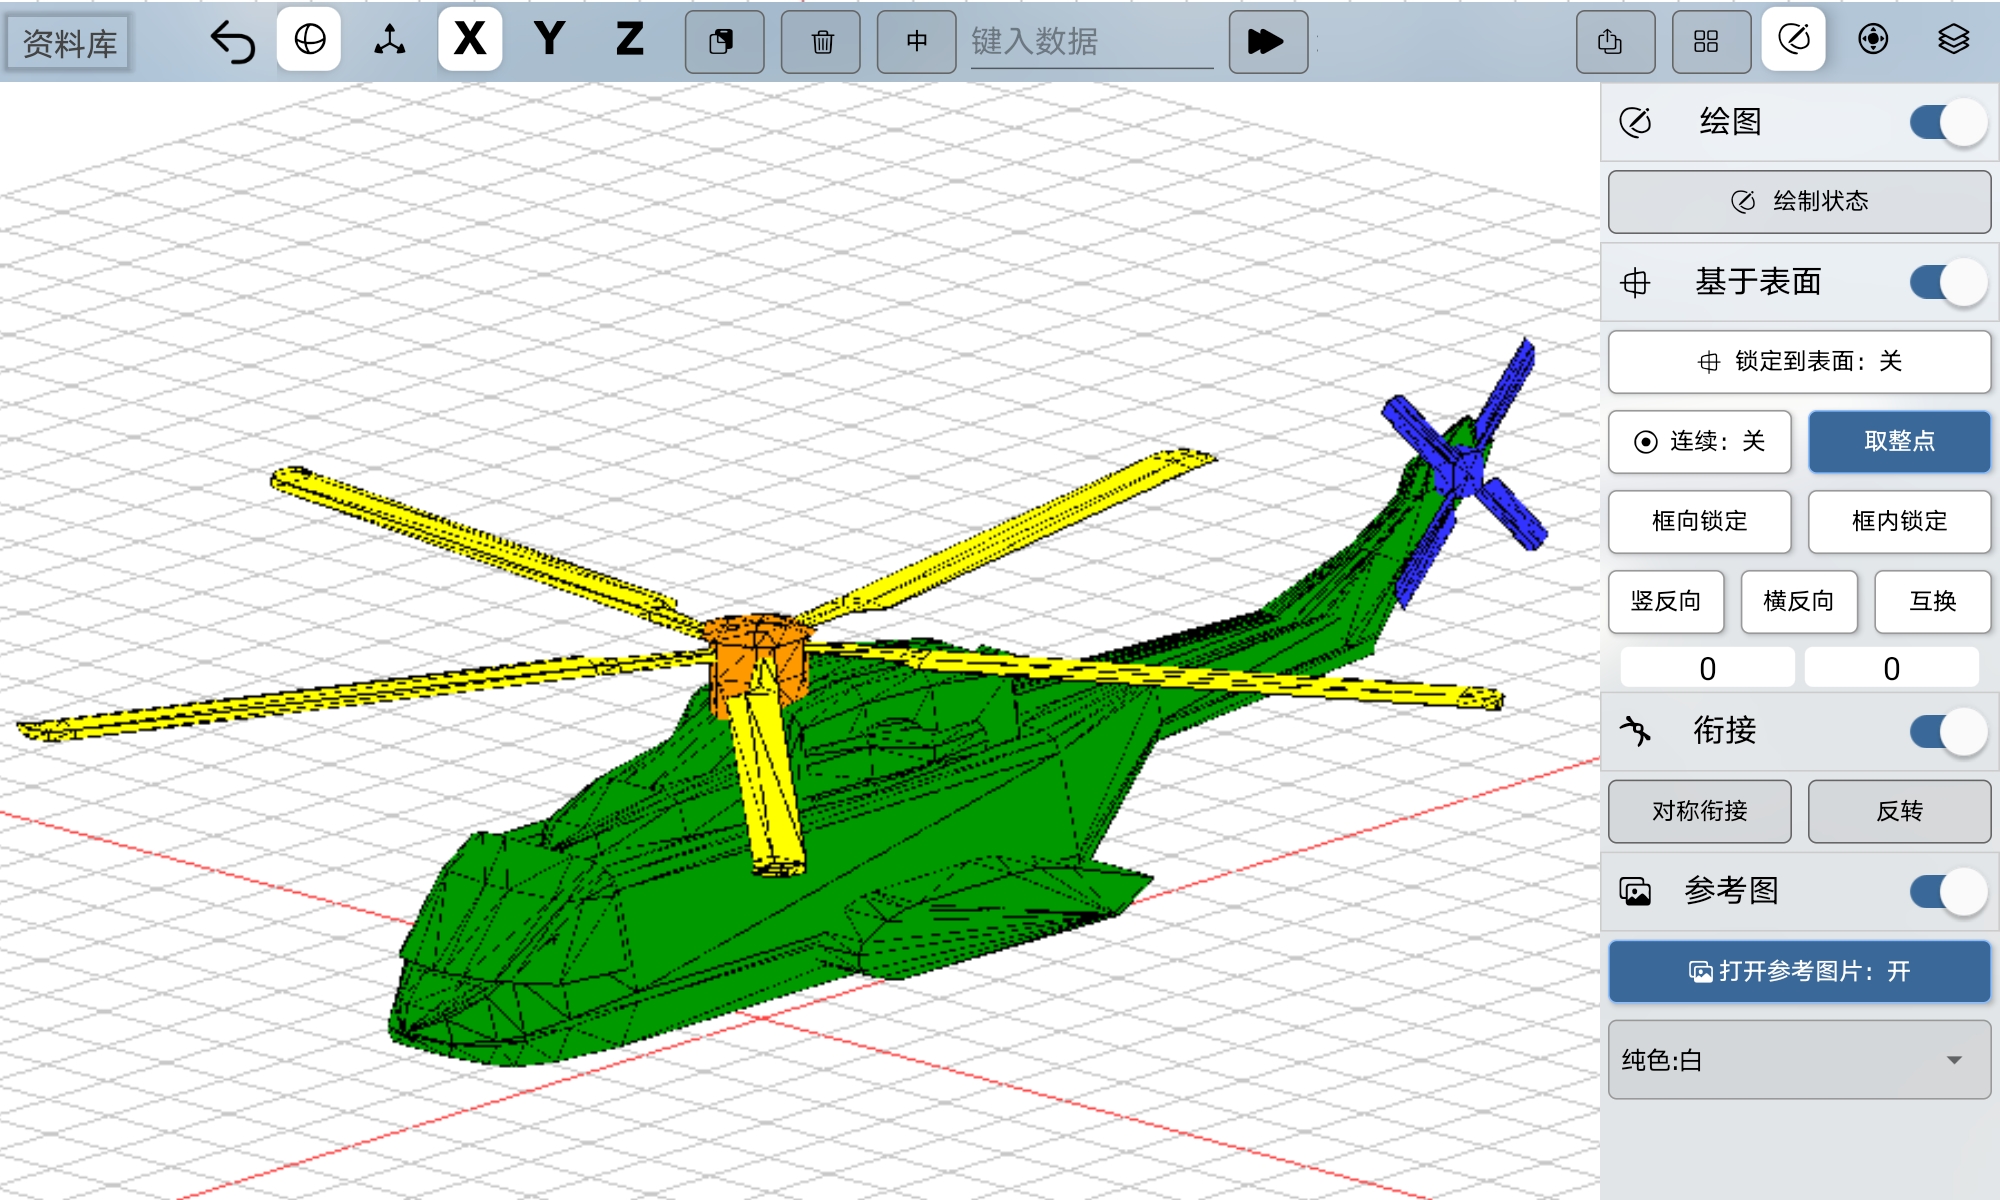 资料库 X Y Z 中 键入数据
绘图
绘制状态
基于表面
锁定到表面：关
连续：关 取整点
框向锁定 框内锁定
竖反向 横反向 互换
0 0
衔接
对称衔接 反转
参考图
打开参考图片：开
纯色:白